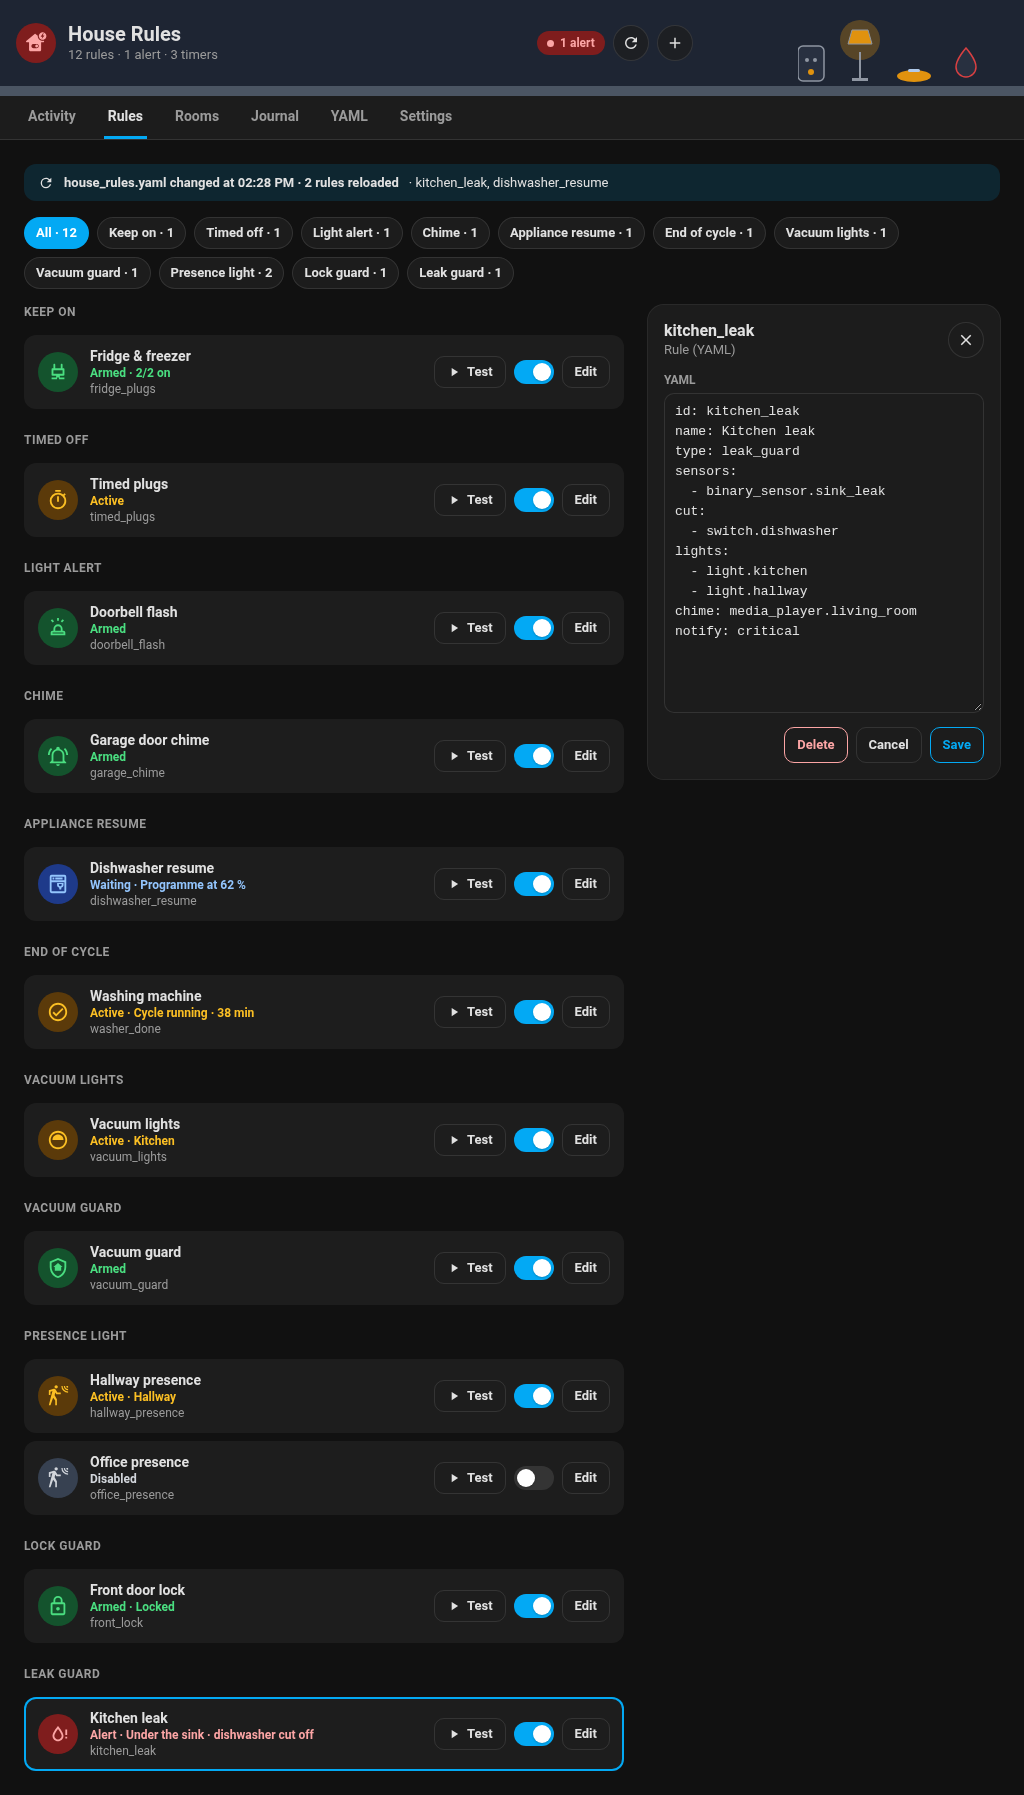 House Rules
12 rules · 1 alert · 3 timers
1 alert
Activity Rules Rooms Journal YAML Settings
house_rules.yaml changed at 02:28 PM · 2 rules reloaded · kitchen_leak, dishwasher_resume
All · 12 Keep on · 1 Timed off · 1 Light alert · 1 Chime · 1 Appliance resume · 1 End of cycle · 1 Vacuum lights · 1
Vacuum guard · 1 Presence light · 2 Lock guard · 1 Leak guard · 1
KEEP ON
Fridge & freezer
Armed · 2/2 on
fridge_plugs
Test Edit
TIMED OFF
Timed plugs
Active
timed_plugs
Test Edit
LIGHT ALERT
Doorbell flash
Armed
doorbell_flash
Test Edit
CHIME
Garage door chime
Armed
garage_chime
Test Edit
APPLIANCE RESUME
Dishwasher resume
Waiting · Programme at 62 %
dishwasher_resume
Test Edit
END OF CYCLE
Washing machine
Active · Cycle running · 38 min
washer_done
Test Edit
VACUUM LIGHTS
Vacuum lights
Active · Kitchen
vacuum_lights
Test Edit
VACUUM GUARD
Vacuum guard
Armed
vacuum_guard
Test Edit
PRESENCE LIGHT
Hallway presence
Active · Hallway
hallway_presence
Test Edit
Office presence
Disabled
office_presence
Test Edit
LOCK GUARD
Front door lock
Armed · Locked
front_lock
Test Edit
LEAK GUARD
Kitchen leak
Alert · Under the sink · dishwasher cut off
kitchen_leak
Test Edit
kitchen_leak
Rule (YAML)
YAML
id: kitchen_leak
name: Kitchen leak
type: leak_guard
sensors:
  - binary_sensor.sink_leak
cut:
  - switch.dishwasher
lights:
  - light.kitchen
  - light.hallway
chime: media_player.living_room
notify: critical
Delete Cancel Save